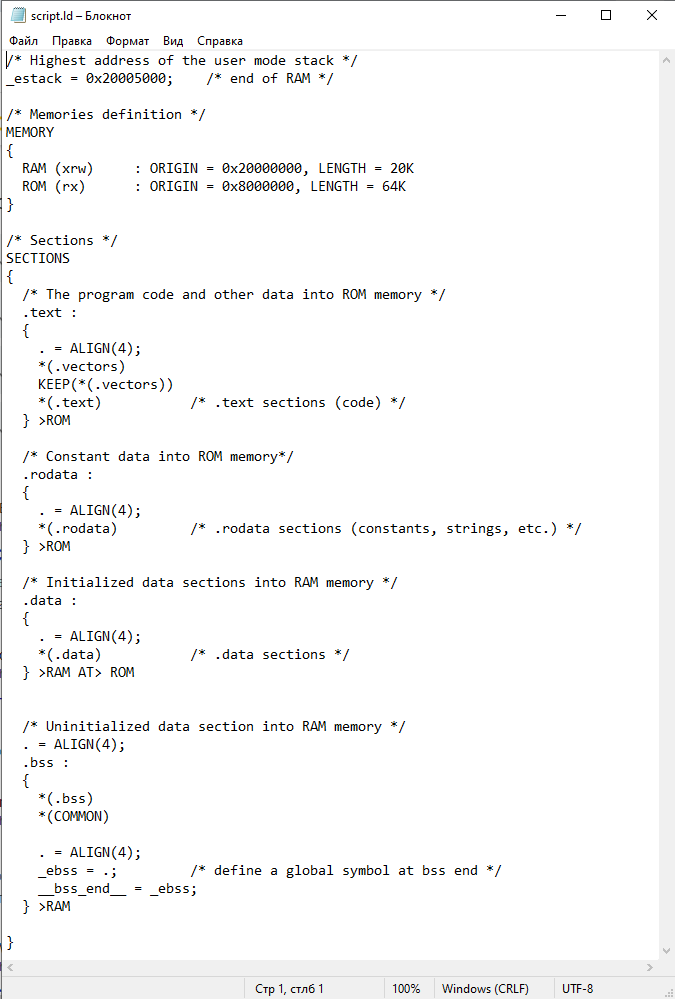 script.ld – Блокнот
Файл Правка Формат Вид Справка
/* Highest address of the user mode stack */
_estack = 0x20005000;    /* end of RAM */

/* Memories definition */
MEMORY
{
  RAM (xrw)     : ORIGIN = 0x20000000, LENGTH = 20K
  ROM (rx)      : ORIGIN = 0x8000000, LENGTH = 64K
}

/* Sections */
SECTIONS
{
  /* The program code and other data into ROM memory */
  .text :
  {
    . = ALIGN(4);
    *(.vectors)
    KEEP(*(.vectors))
    *(.text)           /* .text sections (code) */
  } >ROM

  /* Constant data into ROM memory*/
  .rodata :
  {
    . = ALIGN(4);
    *(.rodata)         /* .rodata sections (constants, strings, etc.) */
  } >ROM

  /* Initialized data sections into RAM memory */
  .data :
  {
    . = ALIGN(4);
    *(.data)           /* .data sections */
  } >RAM AT> ROM


  /* Uninitialized data section into RAM memory */
  . = ALIGN(4);
  .bss :
  {
    *(.bss)
    *(COMMON)

    . = ALIGN(4);
    _ebss = .;         /* define a global symbol at bss end */
    __bss_end__ = _ebss;
  } >RAM

}
Стр 1, стлб 1 100% Windows (CRLF) UTF-8